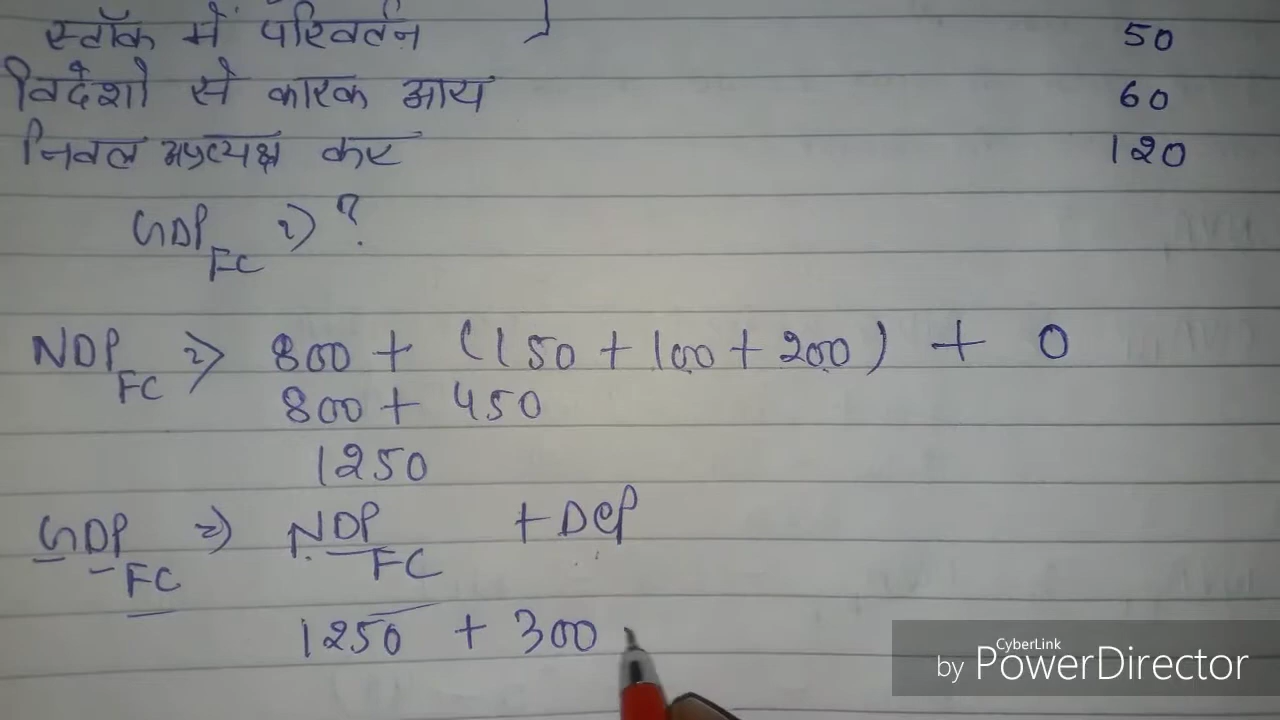 स्टॉक में परिवर्तन 50
विदेशो से कारक आय 60
निवल अप्रत्यक्ष कर 120
GDP FC => ?
NDP FC => 800 + (150 + 100 + 200) + 0
800 + 450
1250
GDP FC => NDP FC + Dep
1250 + 300
CyberLink
by PowerDirector